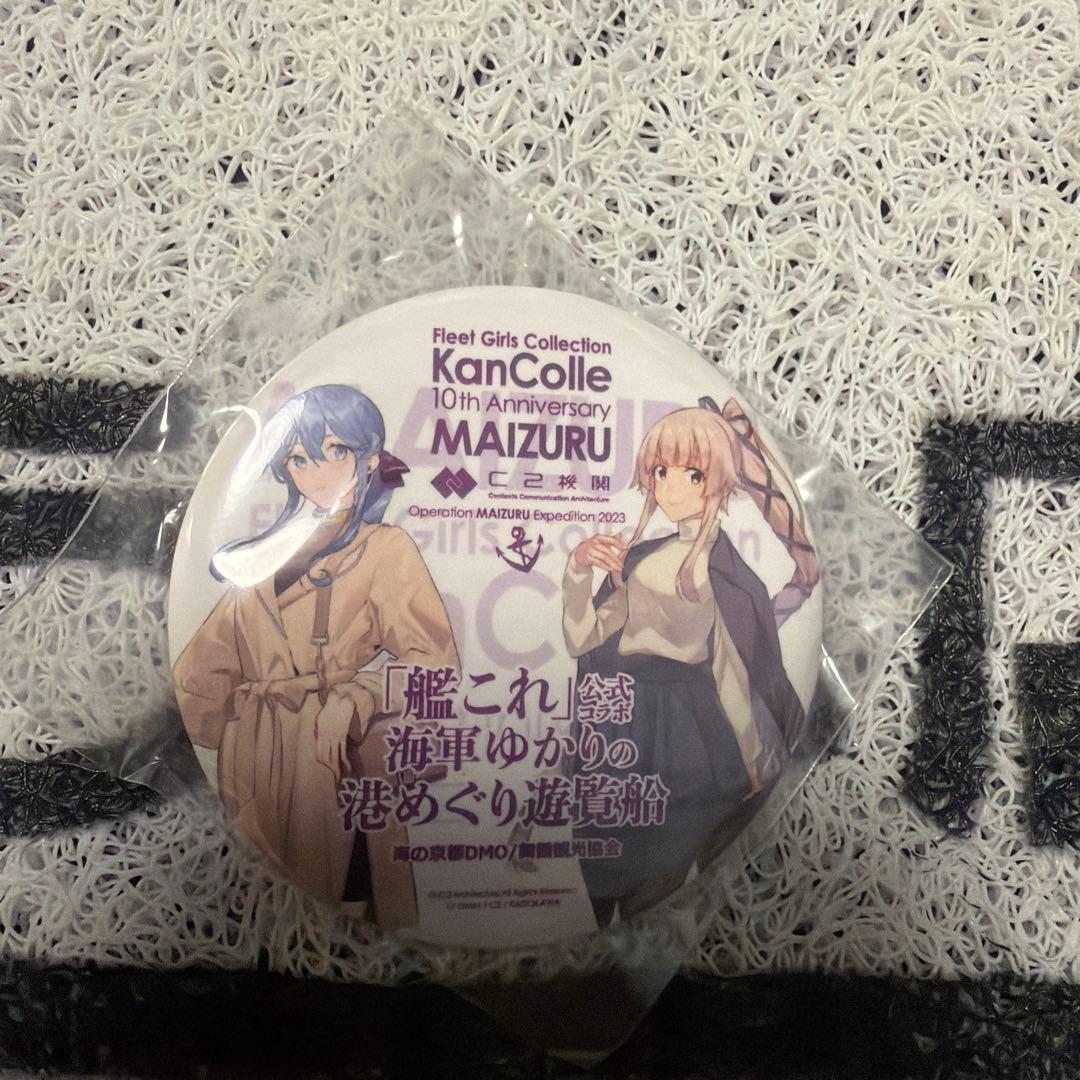 Fleet Girls Collection
KanColle
10th Anniversary
MAIZURU
C2機関
Contents Communication Architecture
Operation MAIZURU Expedition 2023
「艦これ」公式
コラボ
海軍ゆかりの
港めぐり遊覧船
海の京都DMO/舞鶴観光協会